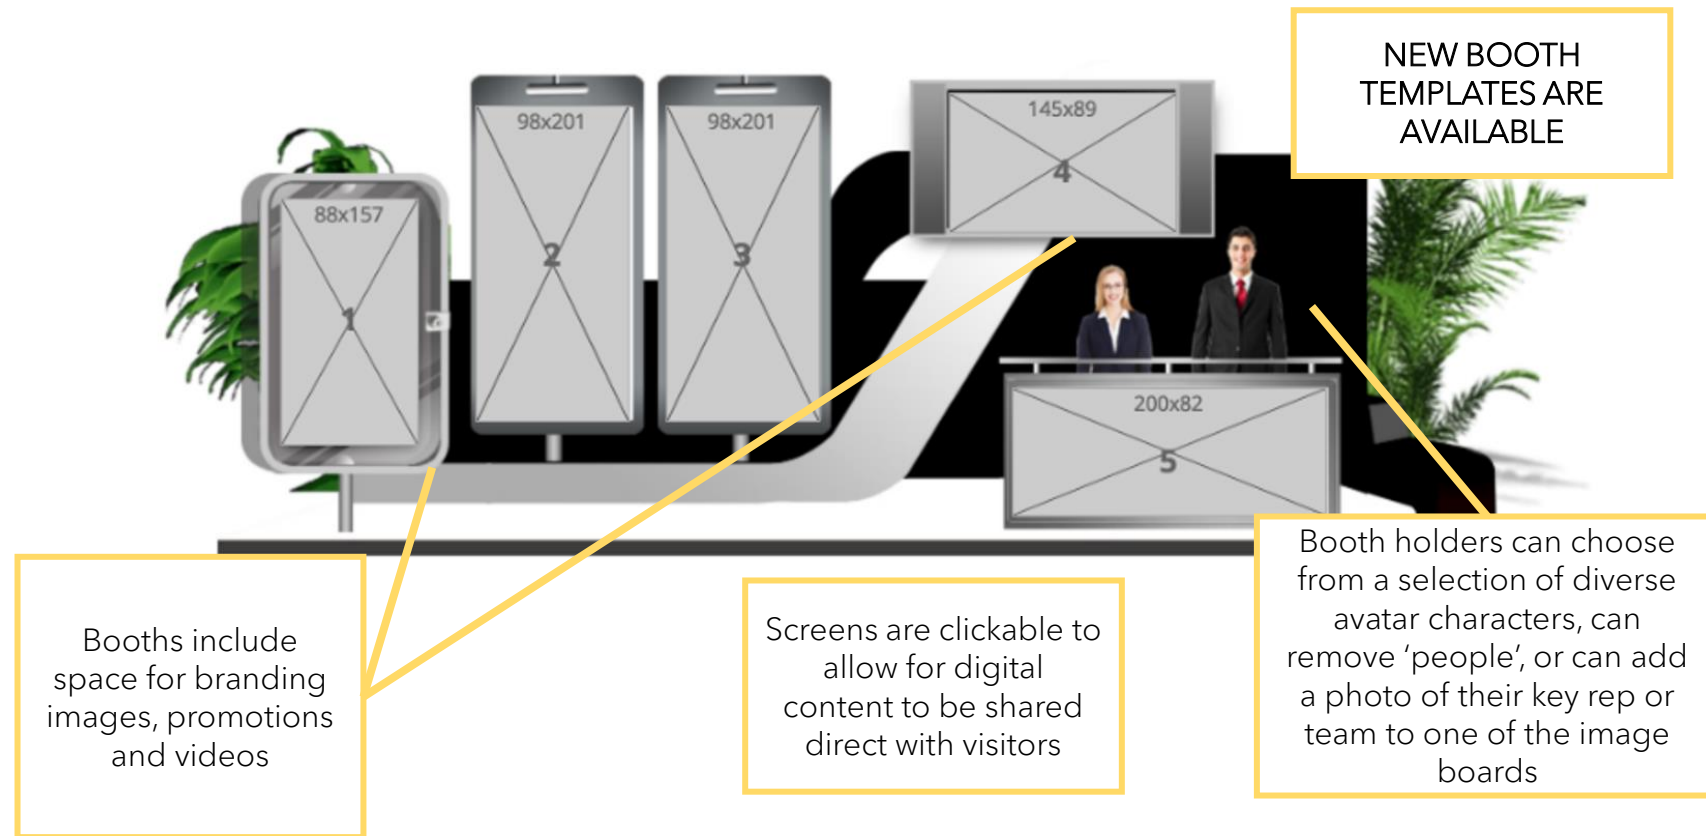 NEW BOOTH
TEMPLATES ARE
AVAILABLE
98x201
98x201
145x89
88x157
1
2
3
4
200x82
5
Booths include
space for branding
images, promotions
and videos
Screens are clickable to
allow for digital
content to be shared
direct with visitors
Booth holders can choose
from a selection of diverse
avatar characters, can
remove ‘people’, or can add
a photo of their key rep or
team to one of the image
boards